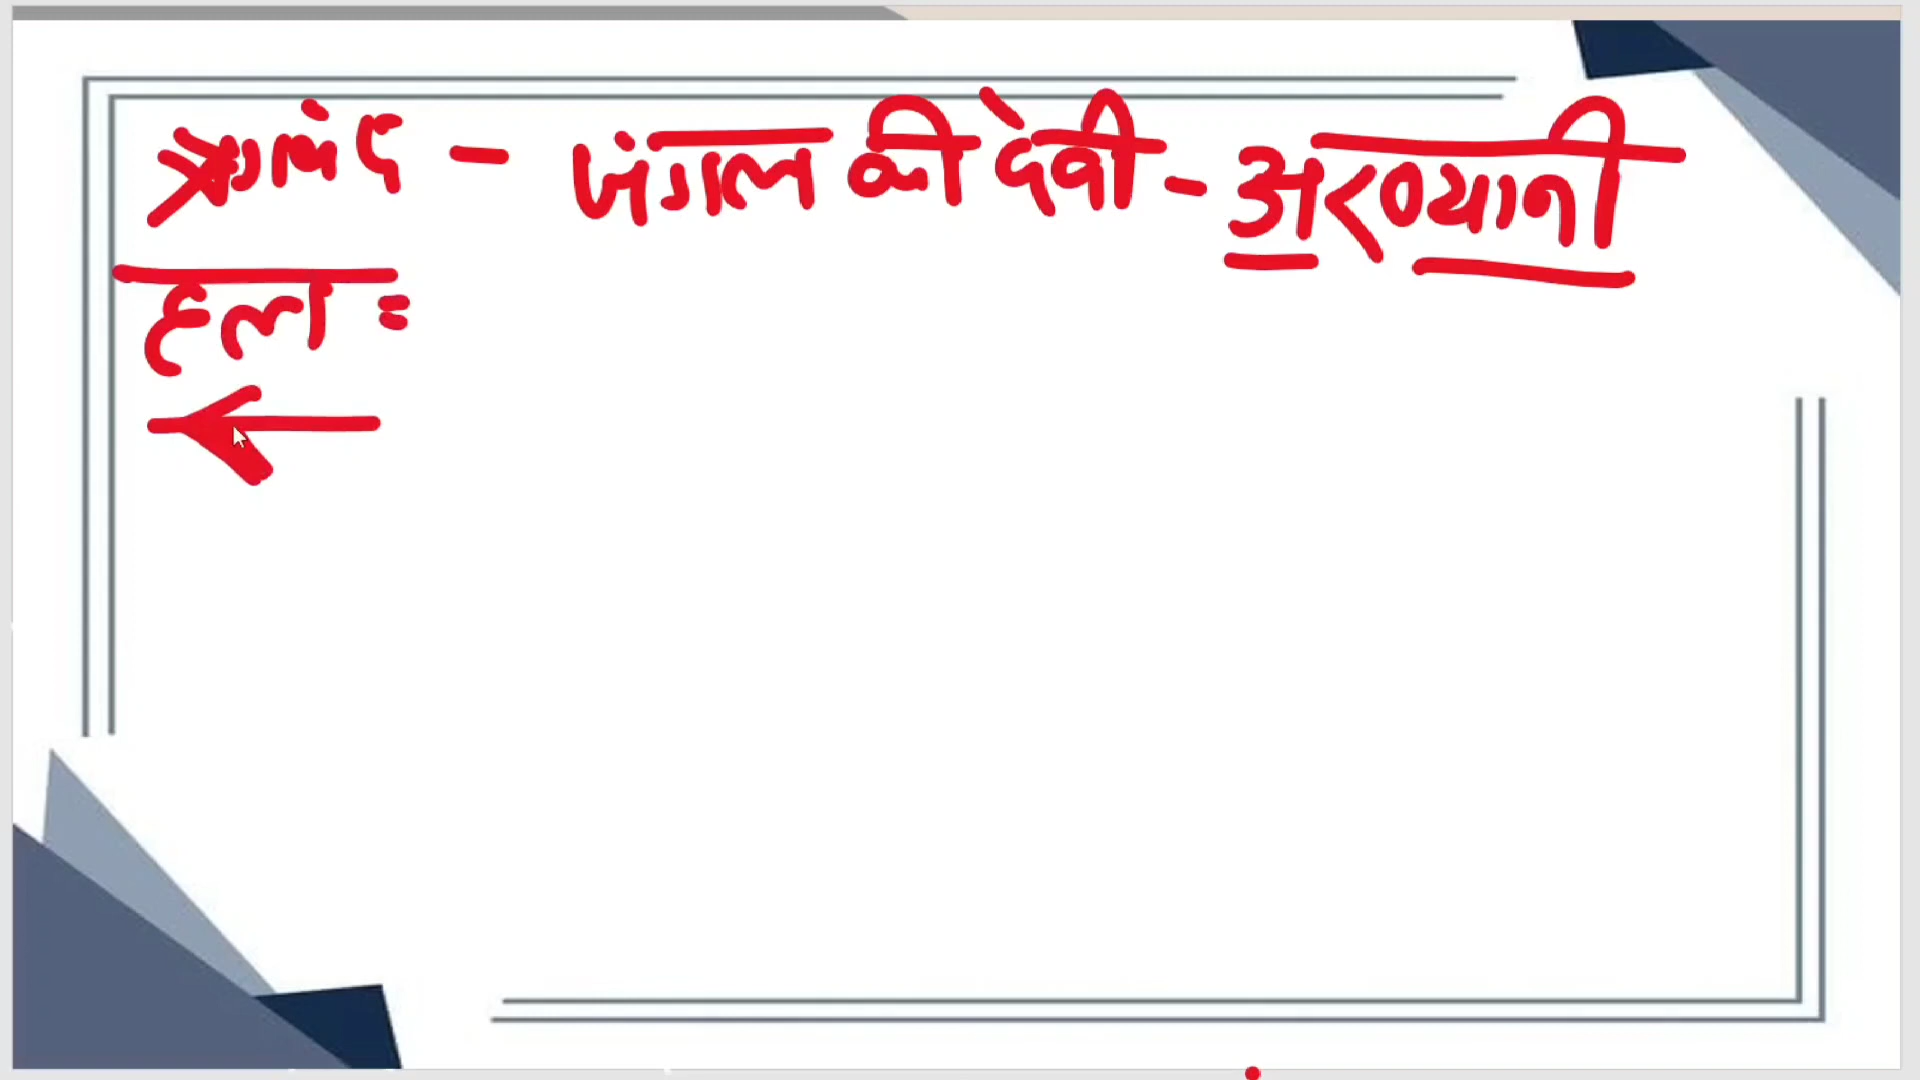 ऋग्वेद - जंगल की देवी - अरण्यानी
हल =